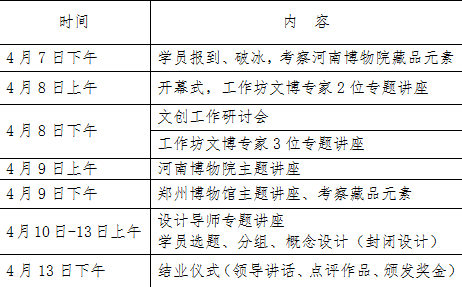 时间 内 容
4月7日下午 学员报到、破冰，考察河南博物院藏品元素
4月8日上午 开幕式，工作坊文博专家2位专题讲座
4月8日下午 文创工作研讨会
工作坊文博专家3位专题讲座
4月9日上午 河南博物院主题讲座
4月9日下午 郑州博物馆主题讲座、考察藏品元素
4月10日-13日上午 设计导师专题讲座
学员选题、分组、概念设计（封闭设计）
4月13日下午 结业仪式（领导讲话、点评作品、颁发奖金）